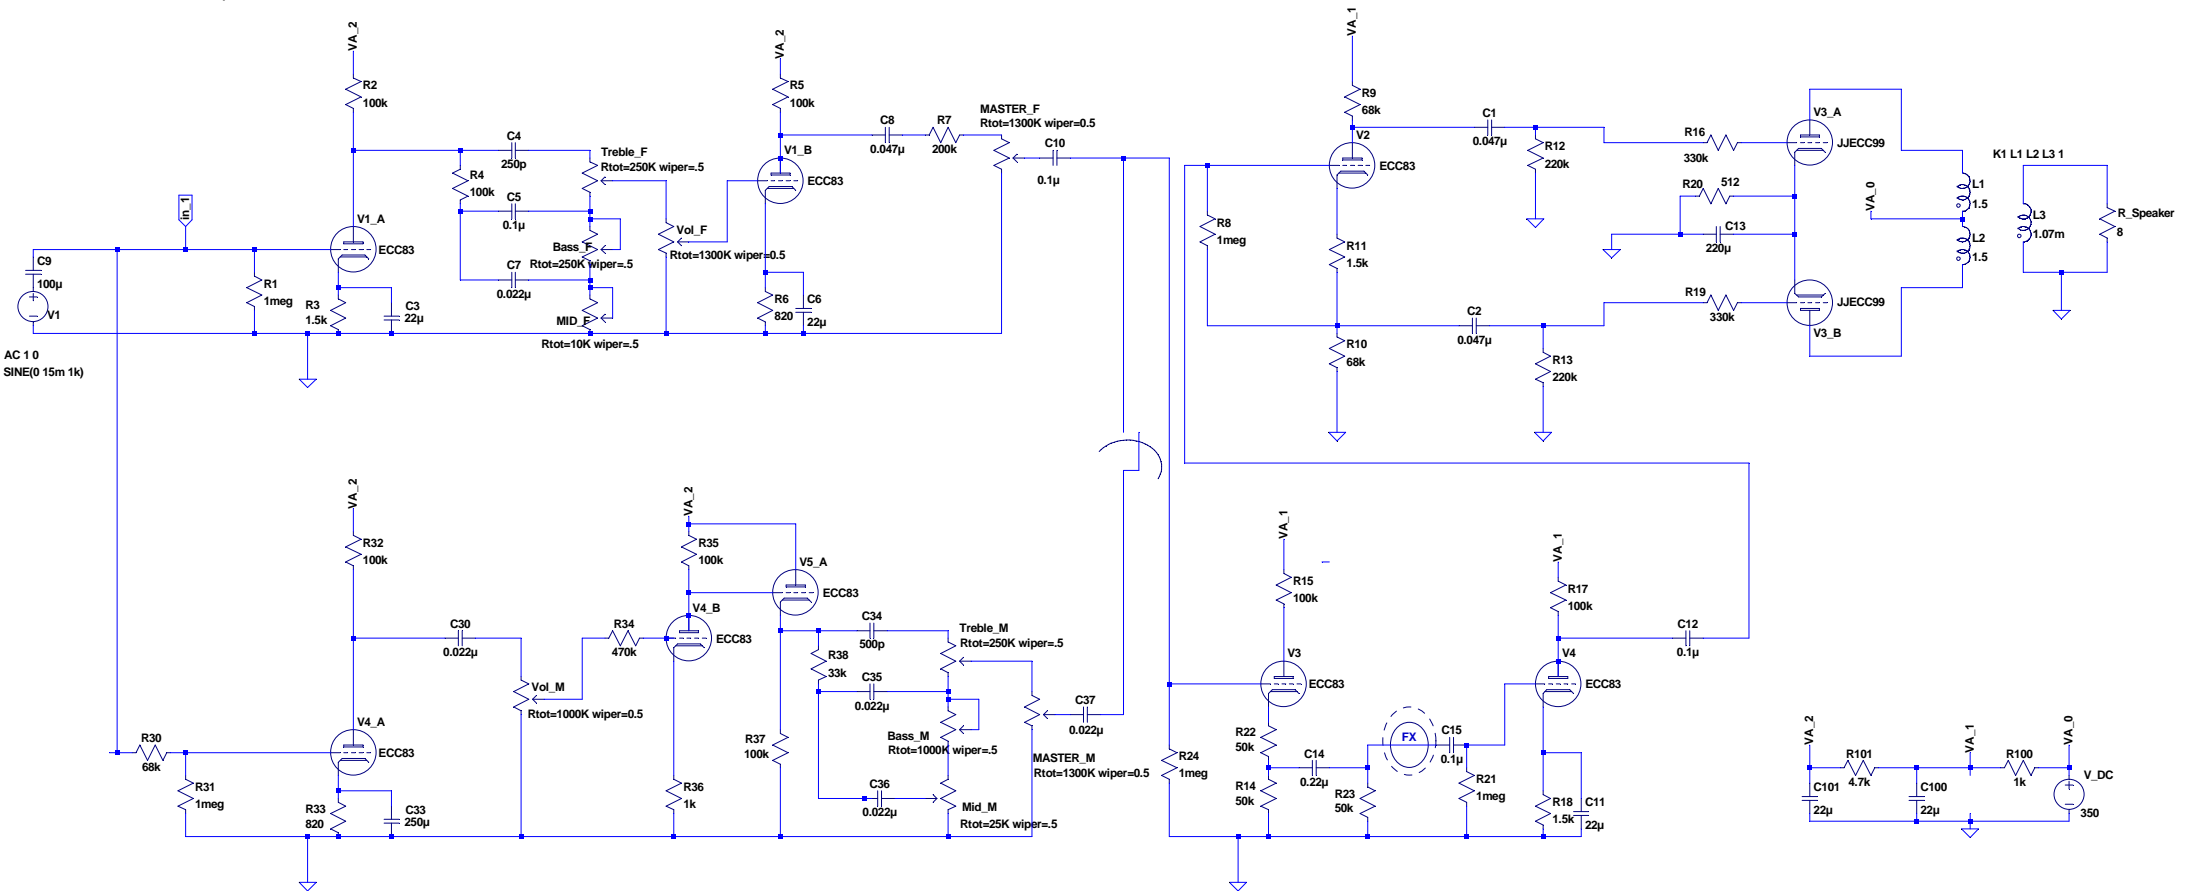 VA_2
R2
100k
VA_2
R5
100k
C4
250p
Treble_F
Rtot=250K wiper=.5
R4
100k
C5
0.1µ
Bass_F
Rtot=250K wiper=.5
C7
0.022µ
MID_F
Rtot=10K wiper=.5
V1_A
ECC83
in_1
C9
100µ
V1
AC 1 0
SINE(0 15m 1k)
R1
1meg
R3
1.5k
C3
22µ
Vol_F
Rtot=1300K wiper=0.5
V1_B
ECC83
R6
820
C6
22µ
C8
0.047µ
R7
200k
MASTER_F
Rtot=1300K wiper=0.5
C10
0.1µ
VA_1
R9
68k
V2
ECC83
R8
1meg
R11
1.5k
R10
68k
C1
0.047µ
R12
220k
C2
0.047µ
R13
220k
R16
330k
R20
512
C13
220µ
R19
330k
V3_A
JJECC99
JJECC99
V3_B
VA_0
L1
1.5
L2
1.5
K1 L1 L2 L3 1
L3
1.07m
R_Speaker
8
VA_2
R32
100k
V4_A
ECC83
R30
68k
R31
1meg
R33
820
C33
250µ
C30
0.022µ
Vol_M
Rtot=1000K wiper=0.5
R34
470k
VA_2
R35
100k
V4_B
ECC83
V5_A
ECC83
R36
1k
R37
100k
R38
33k
C34
500p
Treble_M
Rtot=250K wiper=.5
C35
0.022µ
Bass_M
Rtot=1000K wiper=.5
C36
0.022µ
Mid_M
Rtot=25K wiper=.5
MASTER_M
Rtot=1300K wiper=0.5
C37
0.022µ
R24
1meg
VA_1
R15
100k
V3
ECC83
R22
50k
R14
50k
C14
0.22µ
R23
50k
FX
C15
0.1µ
R21
1meg
VA_1
R17
100k
V4
ECC83
R18
1.5k
C11
22µ
C12
0.1µ
VA_2
R101
4.7k
C101
22µ
VA_1
C100
22µ
R100
1k
VA_0
V_DC
350